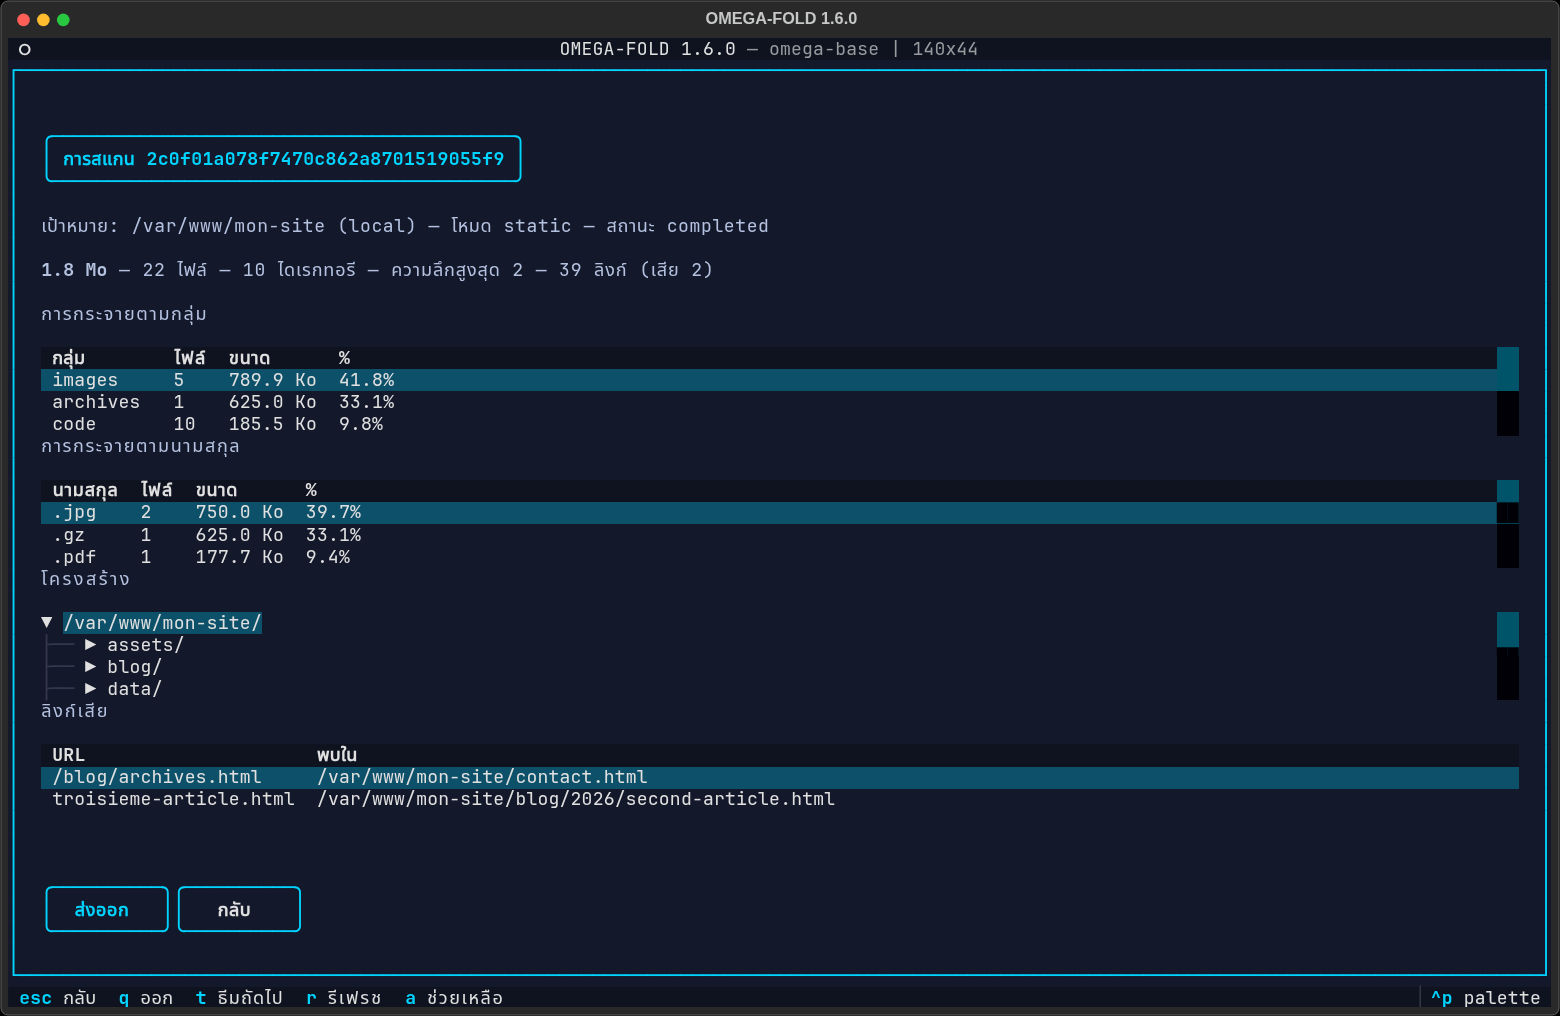 OMEGA-FOLD 1.6.0
OMEGA-FOLD 1.6.0 — omega-base | 140x44
การสแกน 2c0f01a078f7470c862a8701519055f9
เป้าหมาย: /var/www/mon-site (local) — โหมด static — สถานะ completed
1.8 Mo — 22 ไฟล์ — 10 ไดเรกทอรี — ความลึกสูงสุด 2 — 39 ลิงก์ (เสีย 2)
การกระจายตามกลุ่ม
กลุ่ม ไฟล์ ขนาด %
images 5 789.9 Ko 41.8%
archives 1 625.0 Ko 33.1%
code 10 185.5 Ko 9.8%
การกระจายตามนามสกุล
นามสกุล ไฟล์ ขนาด %
.jpg 2 750.0 Ko 39.7%
.gz 1 625.0 Ko 33.1%
.pdf 1 177.7 Ko 9.4%
โครงสร้าง
▼ /var/www/mon-site/
▶ assets/
▶ blog/
▶ data/
ลิงก์เสีย
URL พบใน
/blog/archives.html /var/www/mon-site/contact.html
troisieme-article.html /var/www/mon-site/blog/2026/second-article.html
ส่งออก กลับ
esc กลับ q ออก t ธีมถัดไป r รีเฟรช a ช่วยเหลือ ^p palette